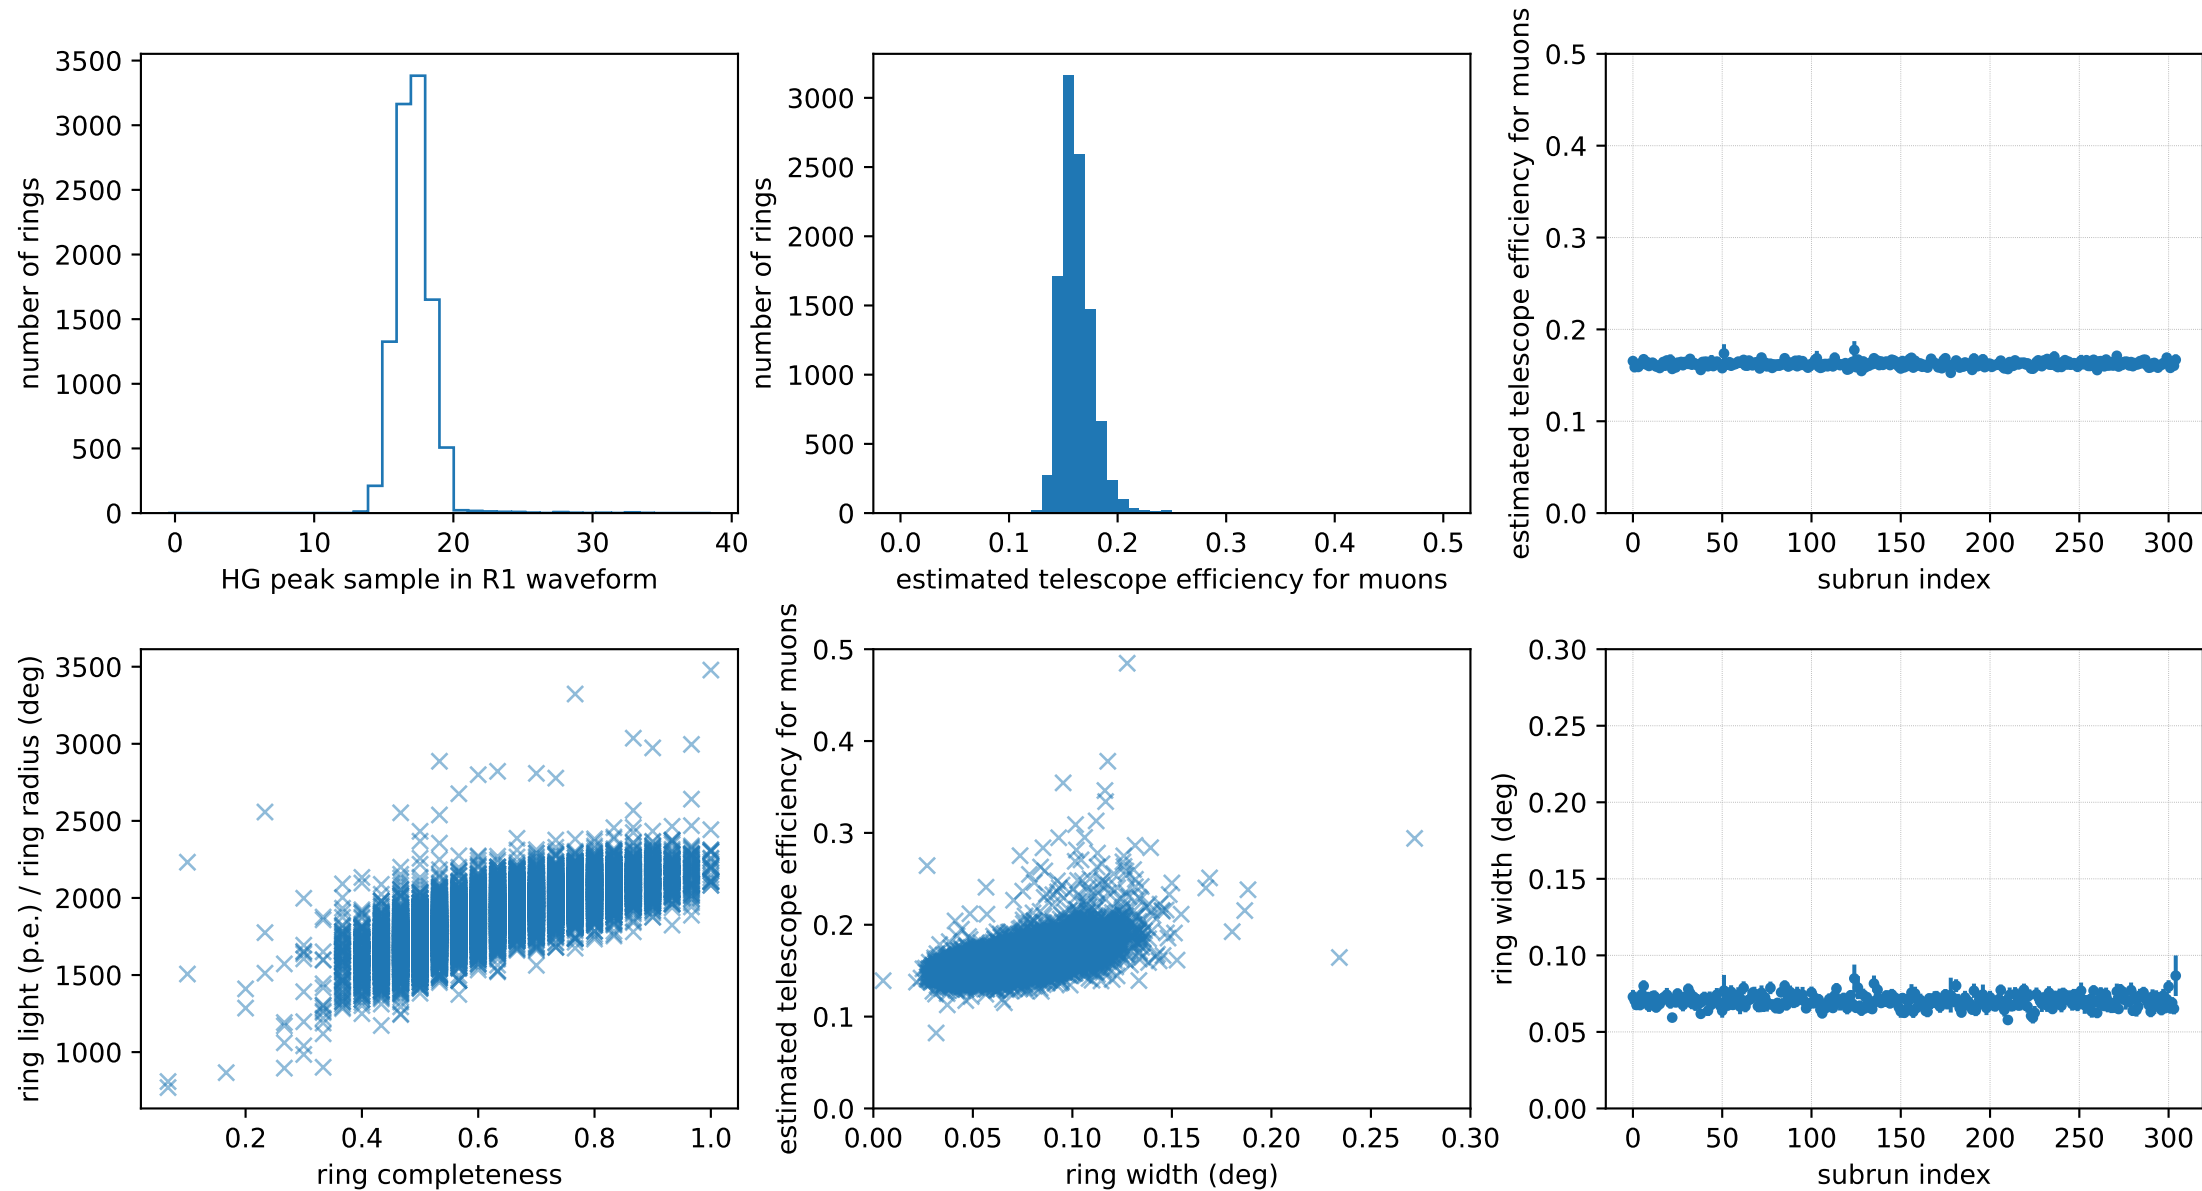 3500
3000
2500
2000
1500
1000
500
0
number of rings
0 10 20 30 40
HG peak sample in R1 waveform
3000
2500
2000
1500
1000
500
0
number of rings
0.0 0.1 0.2 0.3 0.4 0.5
estimated telescope efficiency for muons
0.5
0.4
0.3
0.2
0.1
0.0
estimated telescope efficiency for muons
0 50 100 150 200 250 300
subrun index
3500
3000
2500
2000
1500
1000
ring light (p.e.) / ring radius (deg)
0.2 0.4 0.6 0.8 1.0
ring completeness
0.5
0.4
0.3
0.2
0.1
0.0
estimated telescope efficiency for muons
0.00 0.05 0.10 0.15 0.20 0.25 0.30
ring width (deg)
0.30
0.25
0.20
0.15
0.10
0.05
0.00
ring width (deg)
0 50 100 150 200 250 300
subrun index